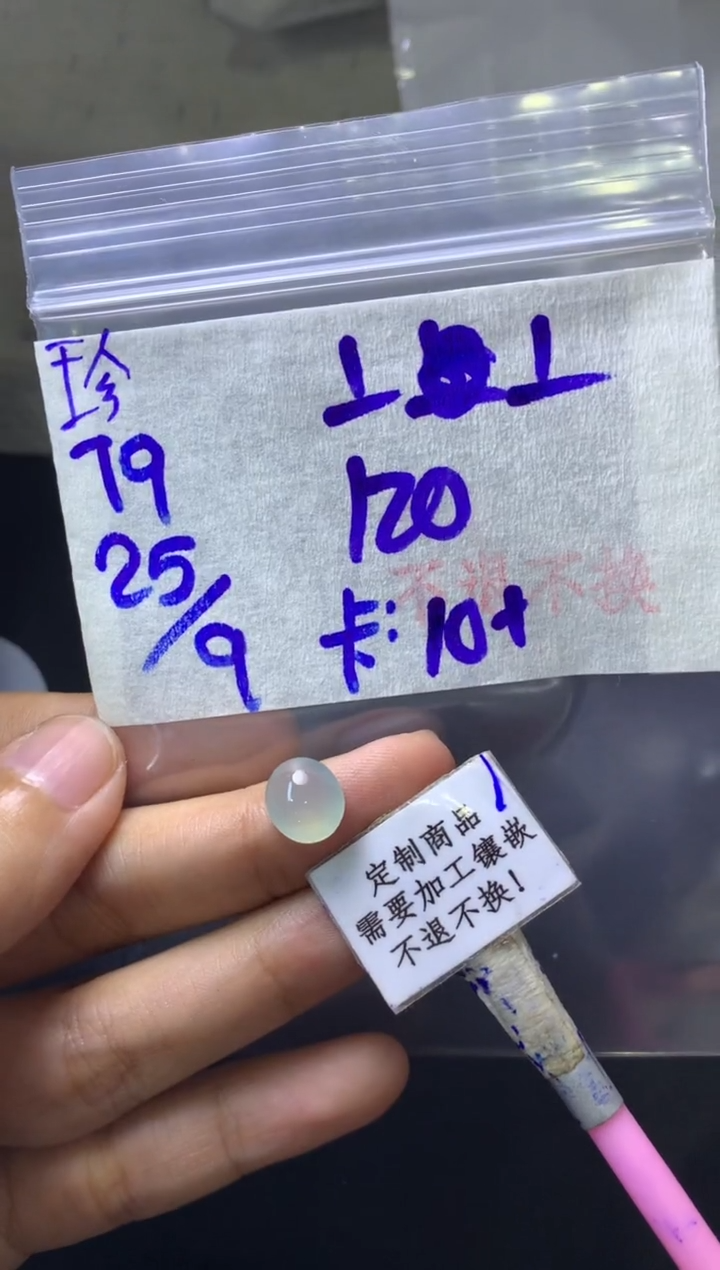 珍
79
25/9
120
卡:10+
不退不换
定制商品
需要加工镶嵌
不退不换!